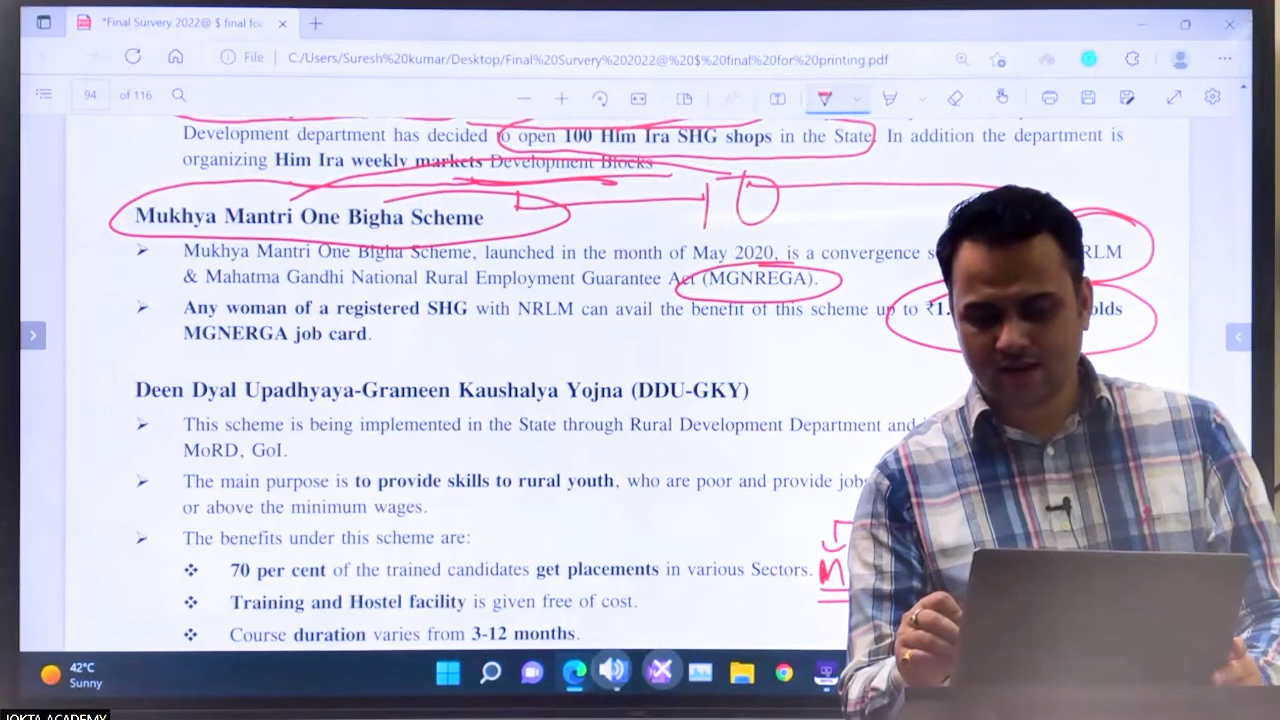 *Final Survery 2022@ $ final for
File C:/Users/Suresh%20kumar/Desktop/Final%20Survery%202022@%20$%20final%20for%20printing.pdf
94 of 116
Development department has decided to open 100 Him Ira SHG shops in the State. In addition the department is
organizing Him Ira weekly markets Development Blocks
10
Mukhya Mantri One Bigha Scheme
➤ Mukhya Mantri One Bigha Scheme, launched in the month of May 2020, is a convergence RLM
& Mahatma Gandhi National Rural Employment Guarantee Act (MGNREGA).
➤ Any woman of a registered SHG with NRLM can avail the benefit of this scheme up to ₹1.
MGNERGA job card.
Deen Dyal Upadhyaya-Grameen Kaushalya Yojna (DDU-GKY)
➤ This scheme is being implemented in the State through Rural Development Department and
MoRD, GoI.
➤ The main purpose is to provide skills to rural youth, who are poor and provide jobs
or above the minimum wages.
➤ The benefits under this scheme are:
❖ 70 per cent of the trained candidates get placements in various Sectors. M
❖ Training and Hostel facility is given free of cost.
❖ Course duration varies from 3-12 months.
42°C
Sunny
JOKTA ACADEMY